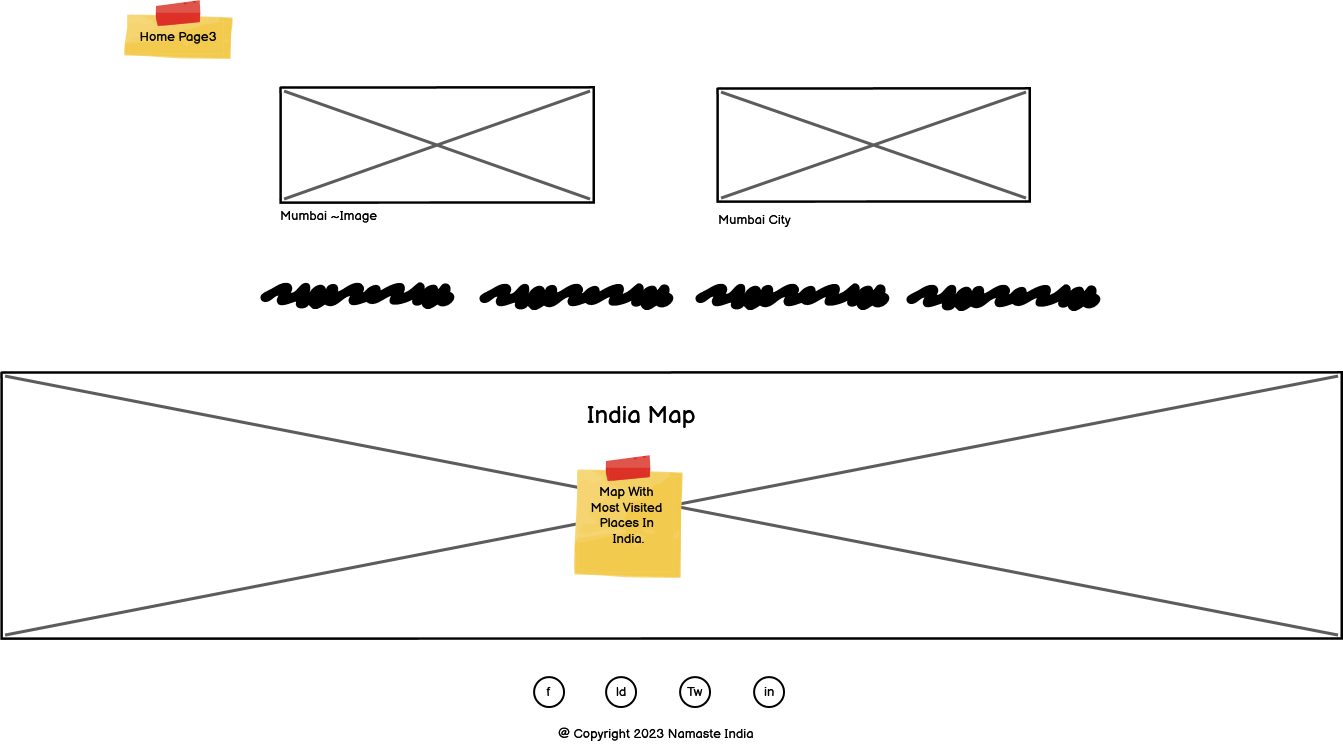 Home Page3
Mumbai ~Image
Mumbai City
India Map
Map With
Most Visited
Places In
India.
f
Id
Tw
in
@ Copyright 2023 Namaste India